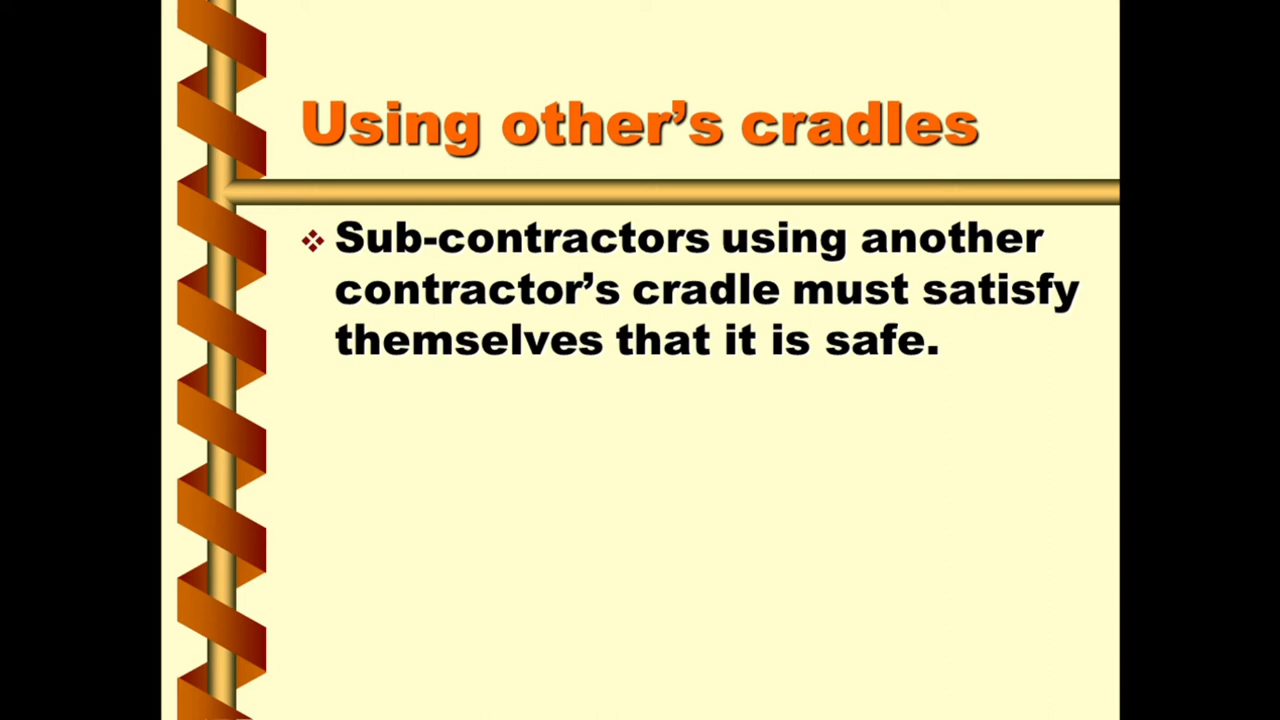 Using other’s cradles
Sub-contractors using another
contractor’s cradle must satisfy
themselves that it is safe.